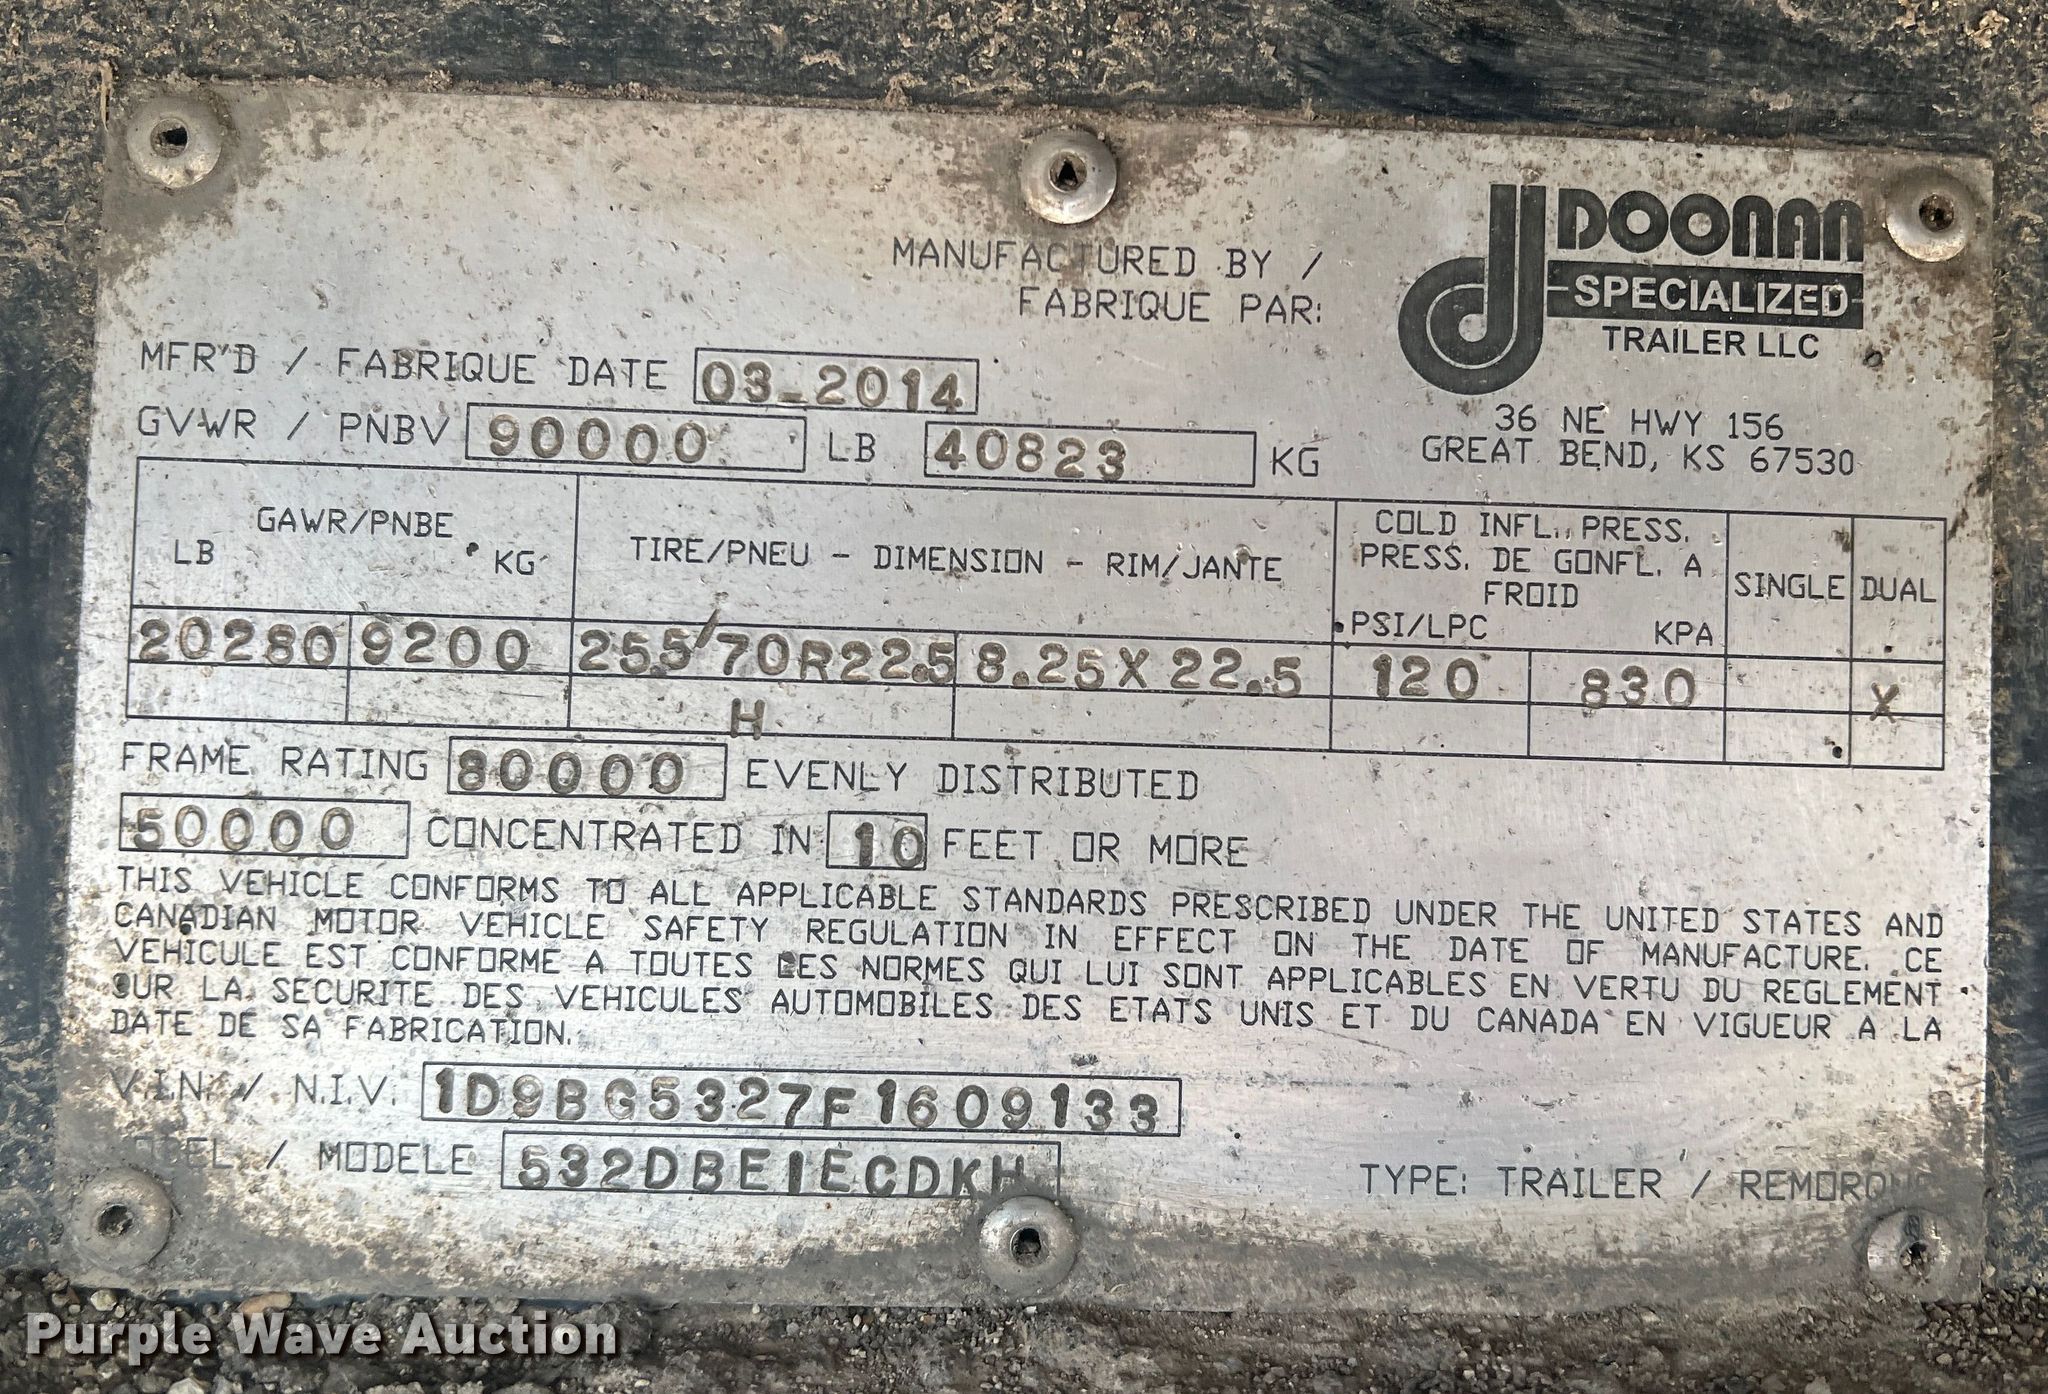 DOONAN
SPECIALIZED
TRAILER LLC
MANUFACTURED BY /
FABRIQUE PAR:
36 NE HWY 156
GREAT BEND, KS 67530
MFR'D / FABRIQUE DATE 03-2014
GVWR / PNBV 90000 LB 40823 KG
GAWR/PNBE
LB KG
TIRE/PNEU - DIMENSION - RIM/JANTE
COLD INFL. PRESS.
PRESS. DE GONFL. A
FROID
PSI/LPC KPA
SINGLE DUAL
20280 9200 255/70R22.5 8.25X22.5 120 830 X
H
FRAME RATING 80000 EVENLY DISTRIBUTED
50000 CONCENTRATED IN 10 FEET OR MORE
THIS VEHICLE CONFORMS TO ALL APPLICABLE STANDARDS PRESCRIBED UNDER THE UNITED STATES AND
CANADIAN MOTOR VEHICLE SAFETY REGULATION IN EFFECT ON THE DATE OF MANUFACTURE. CE
VEHICULE EST CONFORME A TOUTES LES NORMES QUI LUI SONT APPLICABLES EN VERTU DU REGLEMENT
SUR LA SECURITE DES VEHICULES AUTOMOBILES DES ETATS UNIS ET DU CANADA EN VIGUEUR A LA
DATE DE SA FABRICATION.
V.I.N. / N.I.V. 1D9BG5327F1609133
MODEL / MODELE 532DBE1ECDKH
TYPE: TRAILER / REMORQUE
Purple Wave Auction